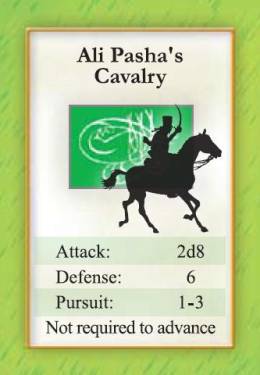 Ali Pasha's
Cavalry
Attack: 2d8
Defense: 6
Pursuit: 1-3
Not required to advance